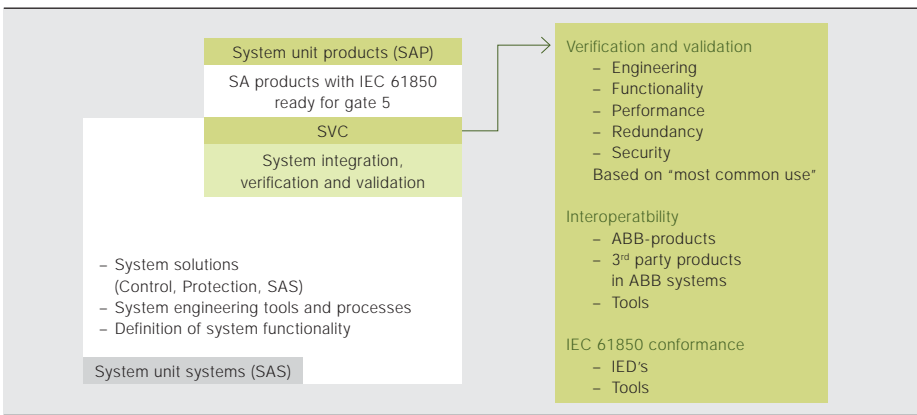 System unit products (SAP)
SA products with IEC 61850
ready for gate 5
SVC
System integration,
verification and validation
– System solutions
(Control, Protection, SAS)
– System engineering tools and processes
– Definition of system functionality
System unit systems (SAS)
Verification and validation
– Engineering
– Functionality
– Performance
– Redundancy
– Security
Based on “most common use”
Interoperatbility
– ABB-products
– 3rd party products
in ABB systems
– Tools
IEC 61850 conformance
– IED's
– Tools